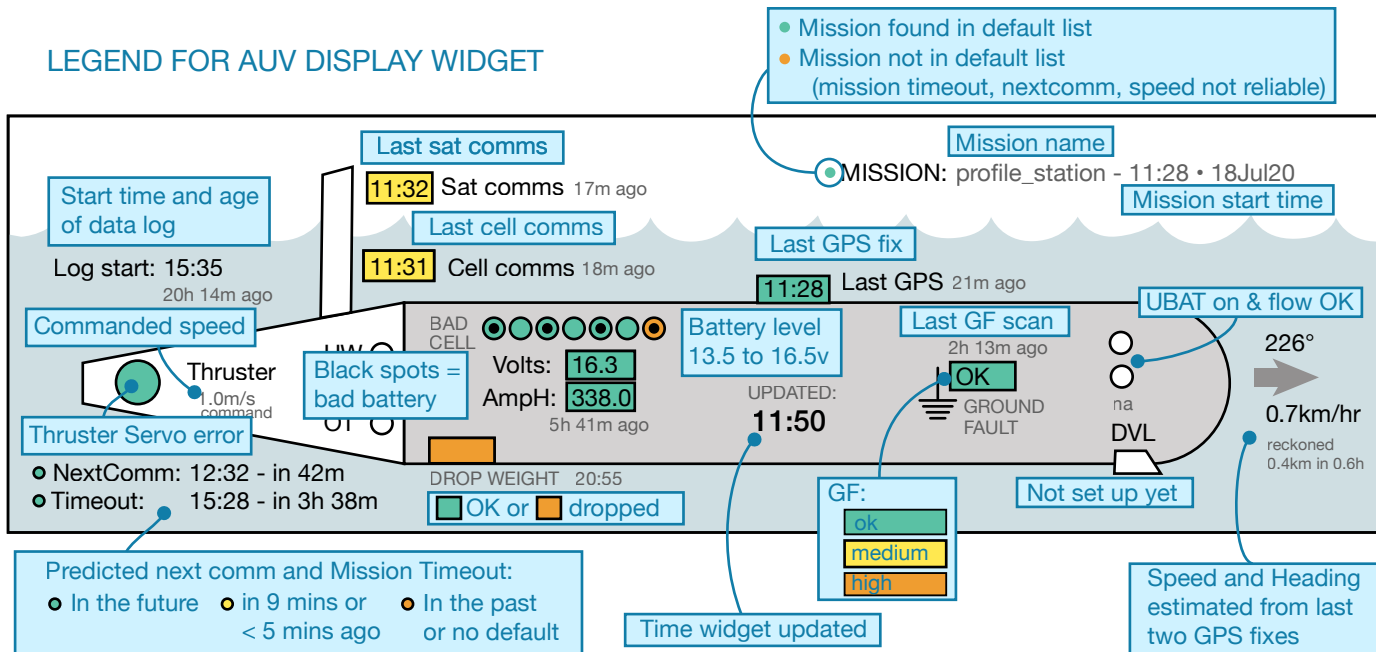 LEGEND FOR AUV DISPLAY WIDGET
Mission found in default list
Mission not in default list
(mission timeout, nextcomm, speed not reliable)
Last sat comms
11:32 Sat comms 17m ago
Mission name
MISSION: profile_station - 11:28 • 18Jul20
Mission start time
Start time and age
of data log
Log start: 15:35
20h 14m ago
Last cell comms
11:31 Cell comms 18m ago
Last GPS fix
11:28 Last GPS 21m ago
UBAT on & flow OK
Commanded speed
Thruster
1.0m/s
command
Thruster Servo error
BAD
CELL
Black spots =
bad battery
Volts: 16.3
AmpH: 338.0
5h 41m ago
Battery level
13.5 to 16.5v
UPDATED:
11:50
Last GF scan
2h 13m ago
OK
GROUND
FAULT
na
DVL
226°
0.7km/hr
reckoned
0.4km in 0.6h
NextComm: 12:32 - in 42m
Timeout: 15:28 - in 3h 38m
DROP WEIGHT 20:55
OK or dropped
GF:
ok
medium
high
Not set up yet
Predicted next comm and Mission Timeout:
In the future
in 9 mins or
< 5 mins ago
In the past
or no default
Time widget updated
Speed and Heading
estimated from last
two GPS fixes